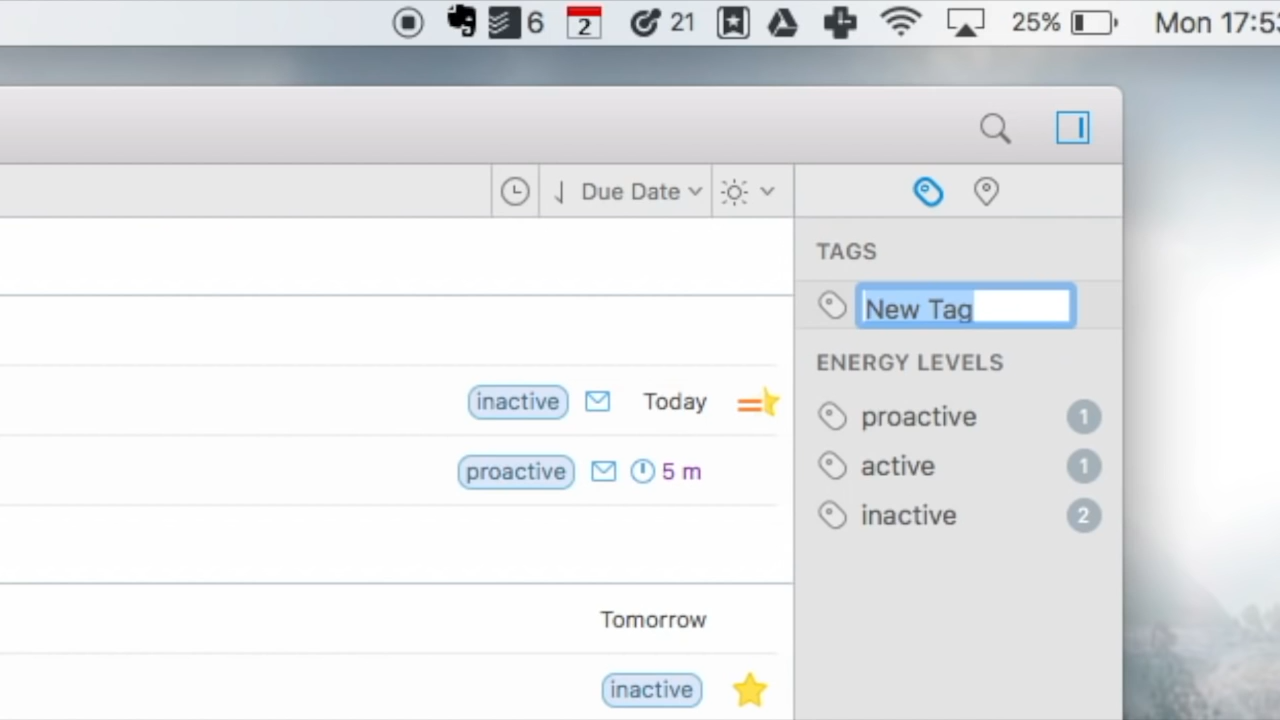 6 2 21 25% Mon 17:53
Due Date
TAGS
New Tag
ENERGY LEVELS
inactive Today
proactive 1
proactive 5 m
active 1
inactive 2
Tomorrow
inactive